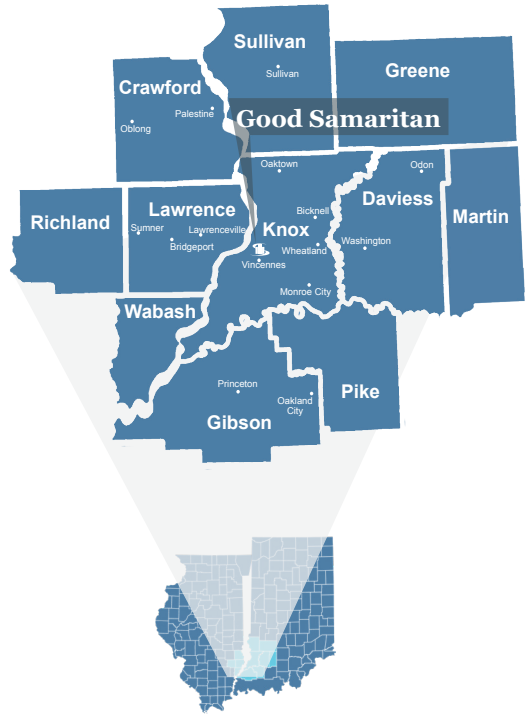 Sullivan
Sullivan
Greene
Crawford
Palestine
Oblong
Good Samaritan
Oaktown
Odon
Daviess
Martin
Richland
Lawrence
Sumner
Lawrenceville
Bridgeport
Bicknell
Knox
Wheatland
Washington
Vincennes
Monroe City
Wabash
Princeton
Oakland
City
Pike
Gibson